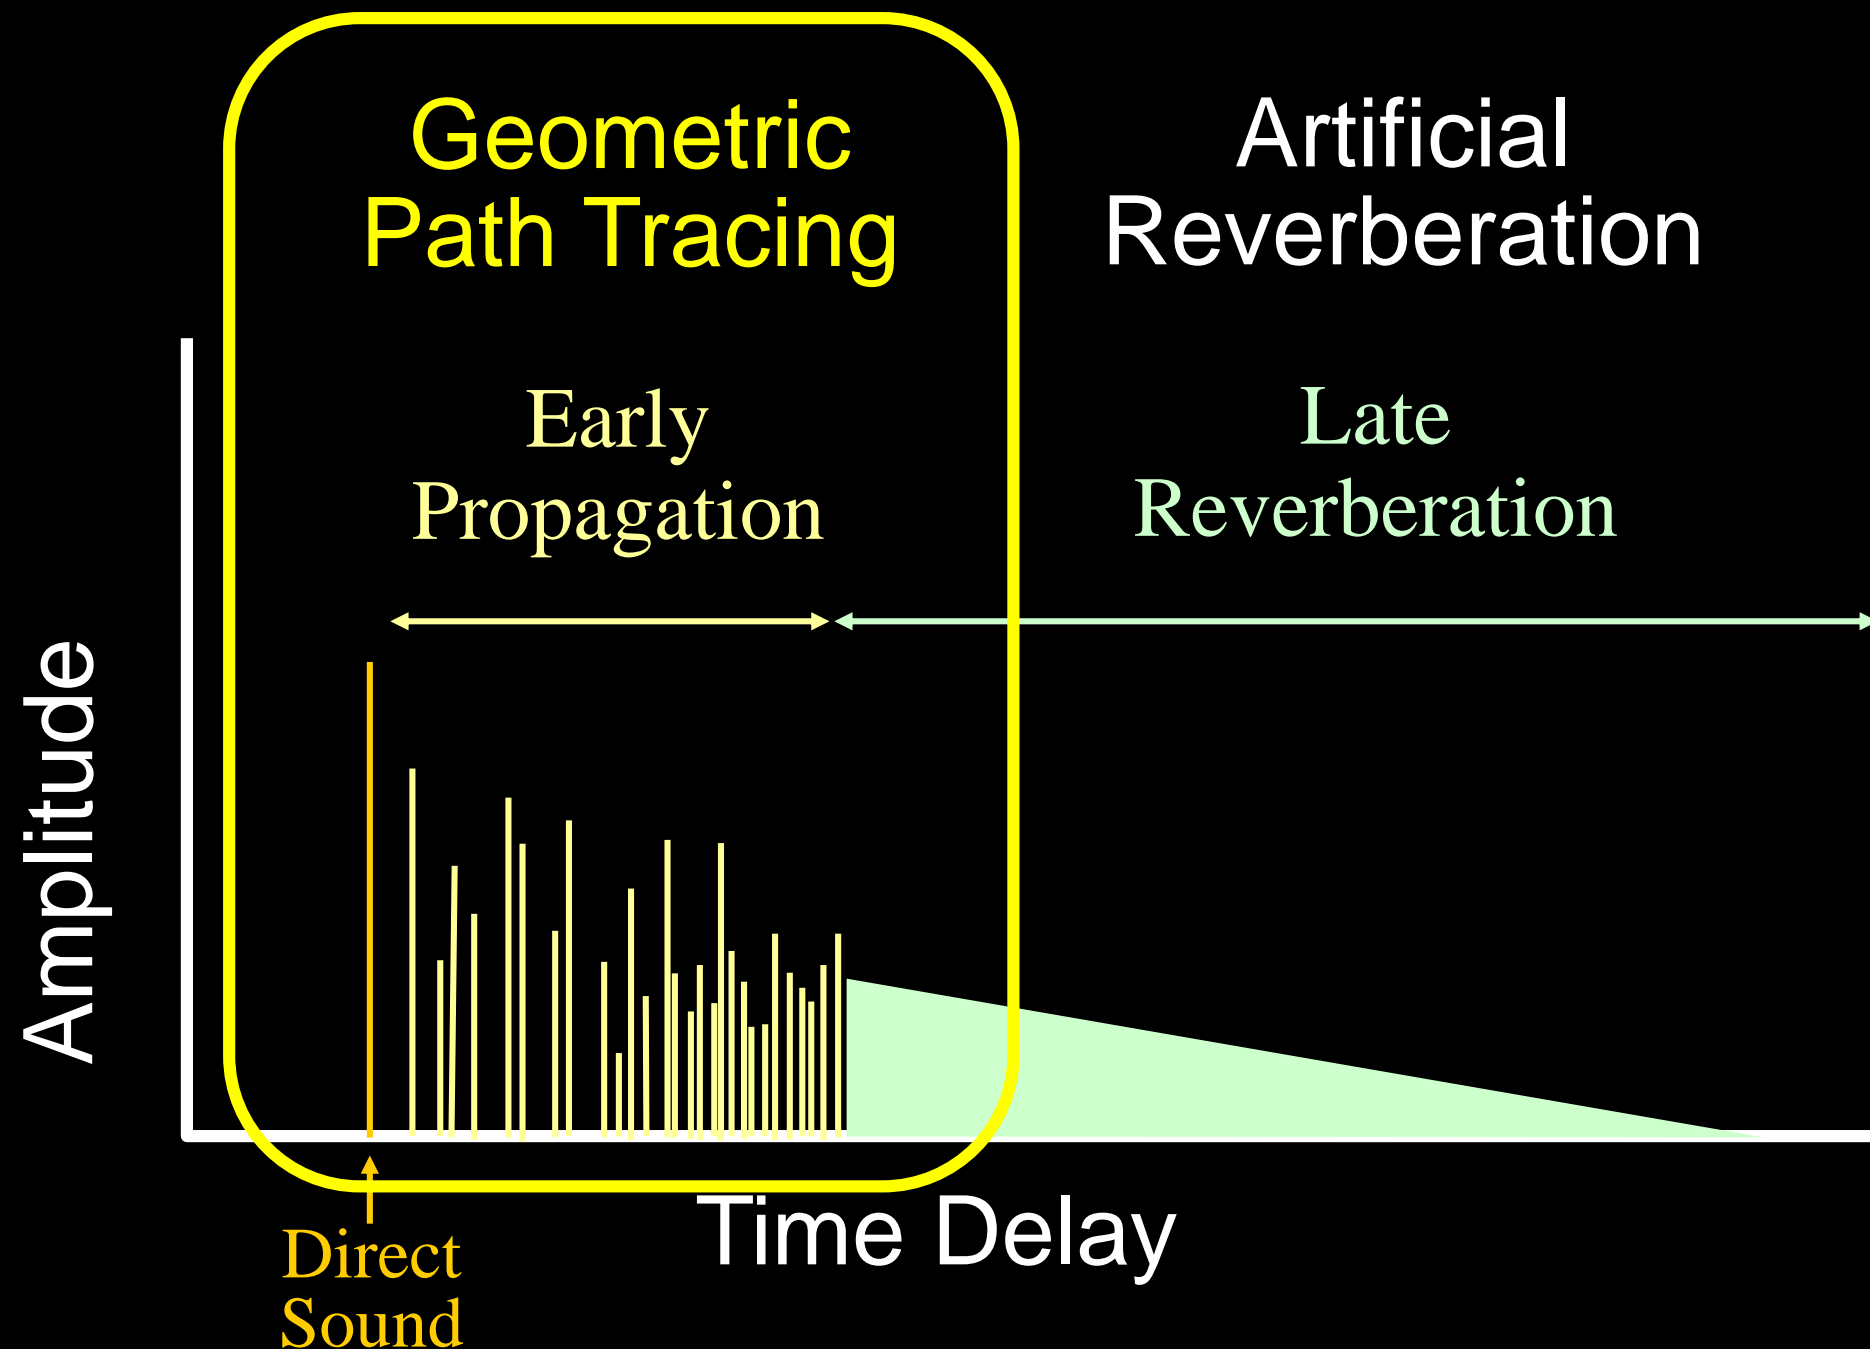 Geometric
Path Tracing
Artificial
Reverberation
Early
Propagation
Late
Reverberation
Amplitude
Time Delay
Direct
Sound